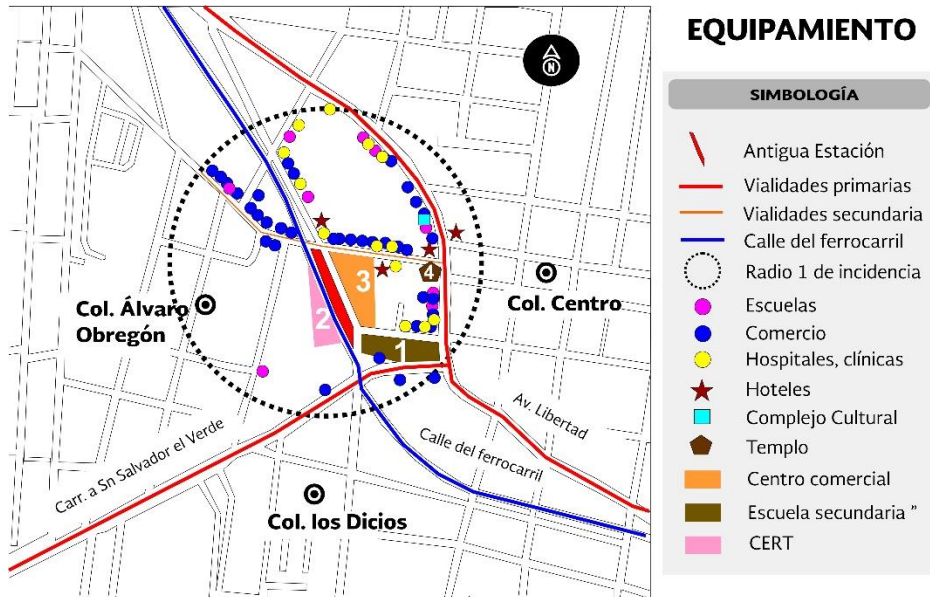 N
Col. Álvaro
Obregón
Col. Centro
Col. los Dicios
Carr. a Sn Salvador el Verde
Calle del ferrocarril
Av. Libertad
1
2
3
4
EQUIPAMIENTO
SIMBOLOGÍA
Antigua Estación
Vialidades primarias
Vialidades secundaria
Calle del ferrocarril
Radio 1 de incidencia
Escuelas
Comercio
Hospitales, clínicas
Hoteles
Complejo Cultural
Templo
Centro comercial
Escuela secundaria ”
CERT